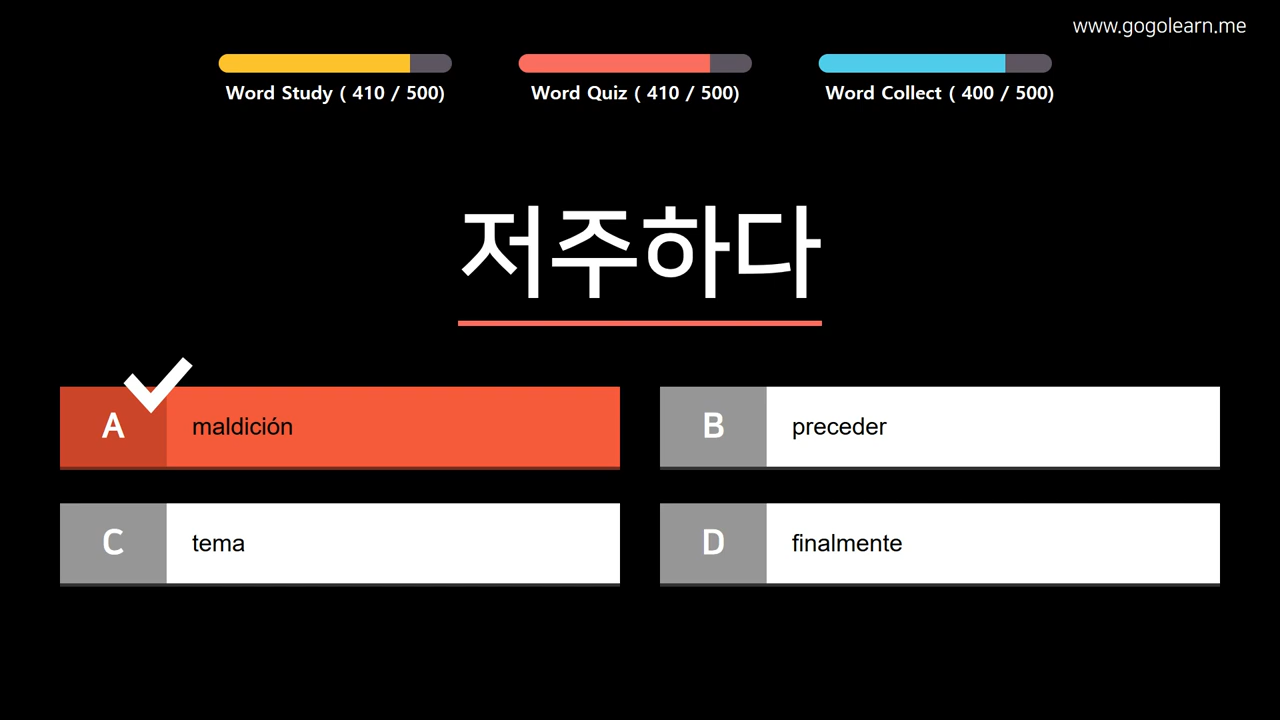 www.gogolearn.me
Word Study ( 410 / 500)
Word Quiz ( 410 / 500)
Word Collect ( 400 / 500)
저주하다
A maldición
B preceder
C tema
D finalmente